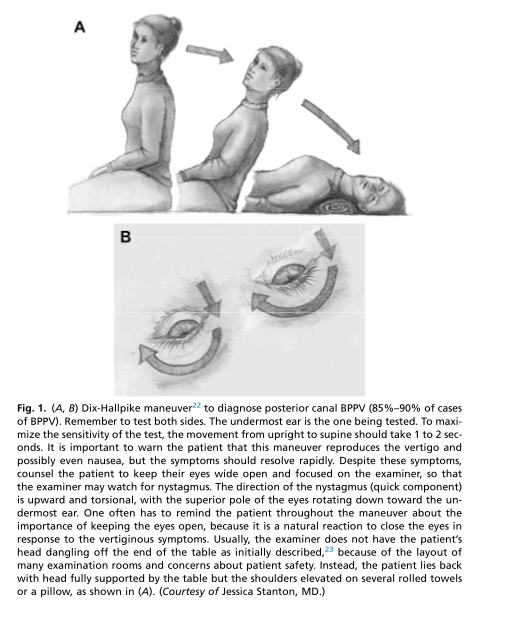 A
B
Fig. 1. (A, B) Dix-Hallpike maneuver22 to diagnose posterior canal BPPV (85%–90% of cases
of BPPV). Remember to test both sides. The undermost ear is the one being tested. To maxi-
mize the sensitivity of the test, the movement from upright to supine should take 1 to 2 sec-
onds. It is important to warn the patient that this maneuver reproduces the vertigo and
possibly even nausea, but the symptoms should resolve rapidly. Despite these symptoms,
counsel the patient to keep their eyes wide open and focused on the examiner, so that
the examiner may watch for nystagmus. The direction of the nystagmus (quick component)
is upward and torsional, with the superior pole of the eyes rotating down toward the un-
dermost ear. One often has to remind the patient throughout the maneuver about the
importance of keeping the eyes open, because it is a natural reaction to close the eyes in
response to the vertiginous symptoms. Usually, the examiner does not have the patient's
head dangling off the end of the table as initially described,23 because of the layout of
many examination rooms and concerns about patient safety. Instead, the patient lies back
with head fully supported by the table but the shoulders elevated on several rolled towels
or a pillow, as shown in (A). (Courtesy of Jessica Stanton, MD.)